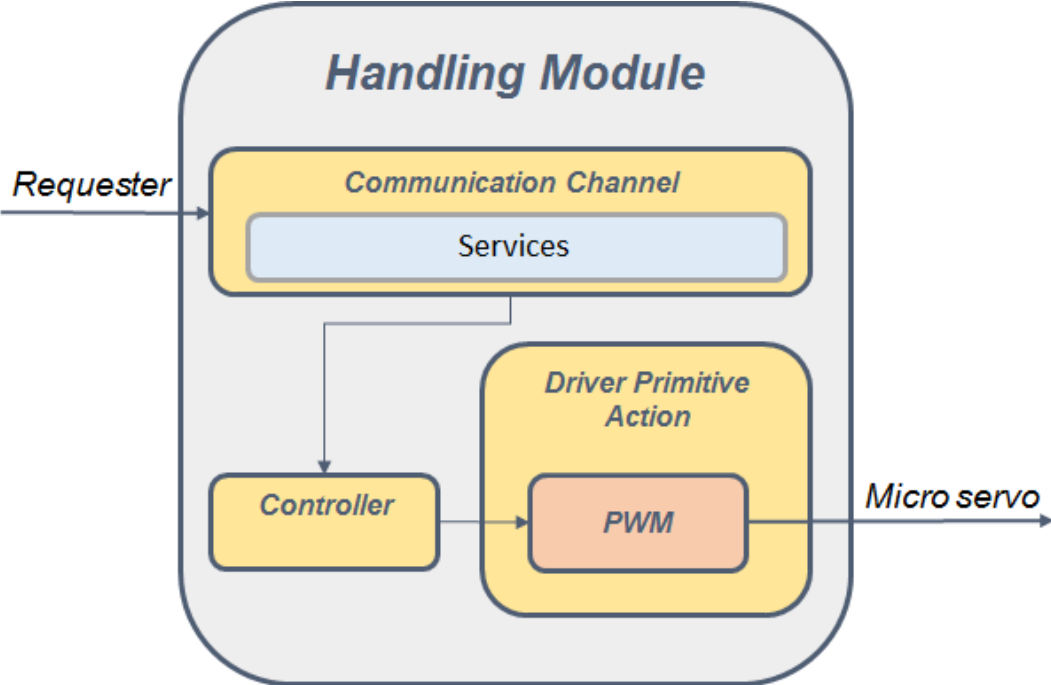 Handling Module
Requester
Communication Channel
Services
Driver Primitive
Action
Controller
PWM
Micro servo